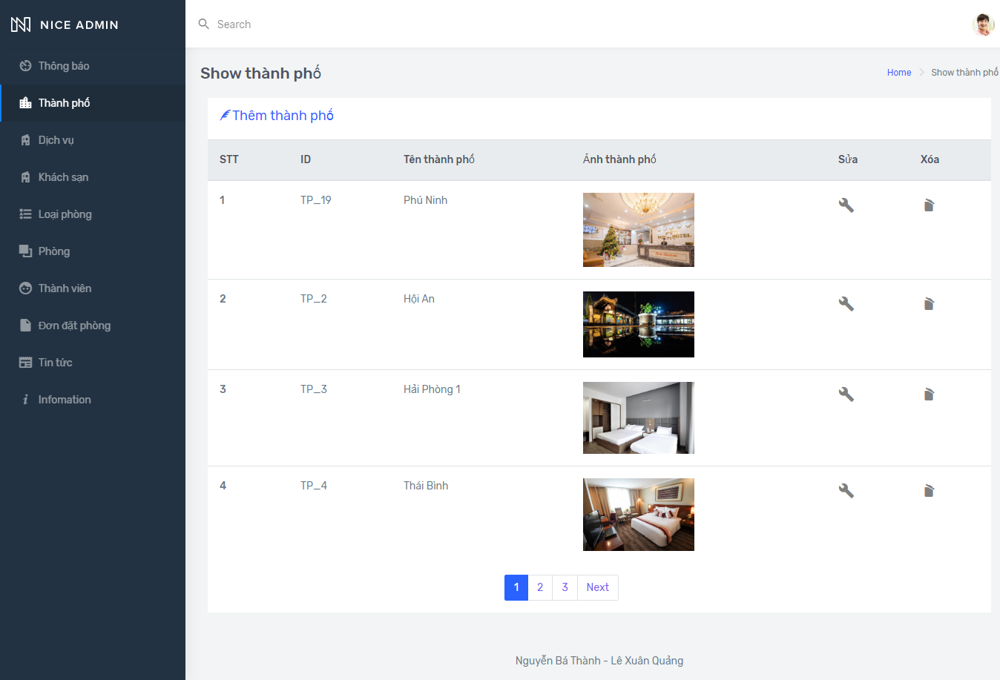 NICE ADMIN
Search
Thông báo
Thành phố
Dịch vụ
Khách sạn
Loại phòng
Phòng
Thành viên
Đơn đặt phòng
Tin tức
Infomation
Show thành phố
Home > Show thành phố
Thêm thành phố
STT ID Tên thành phố Ảnh thành phố Sửa Xóa
1 TP_19 Phú Ninh
2 TP_2 Hội An
3 TP_3 Hải Phòng 1
4 TP_4 Thái Bình
1 2 3 Next
Nguyễn Bá Thành - Lê Xuân Quảng